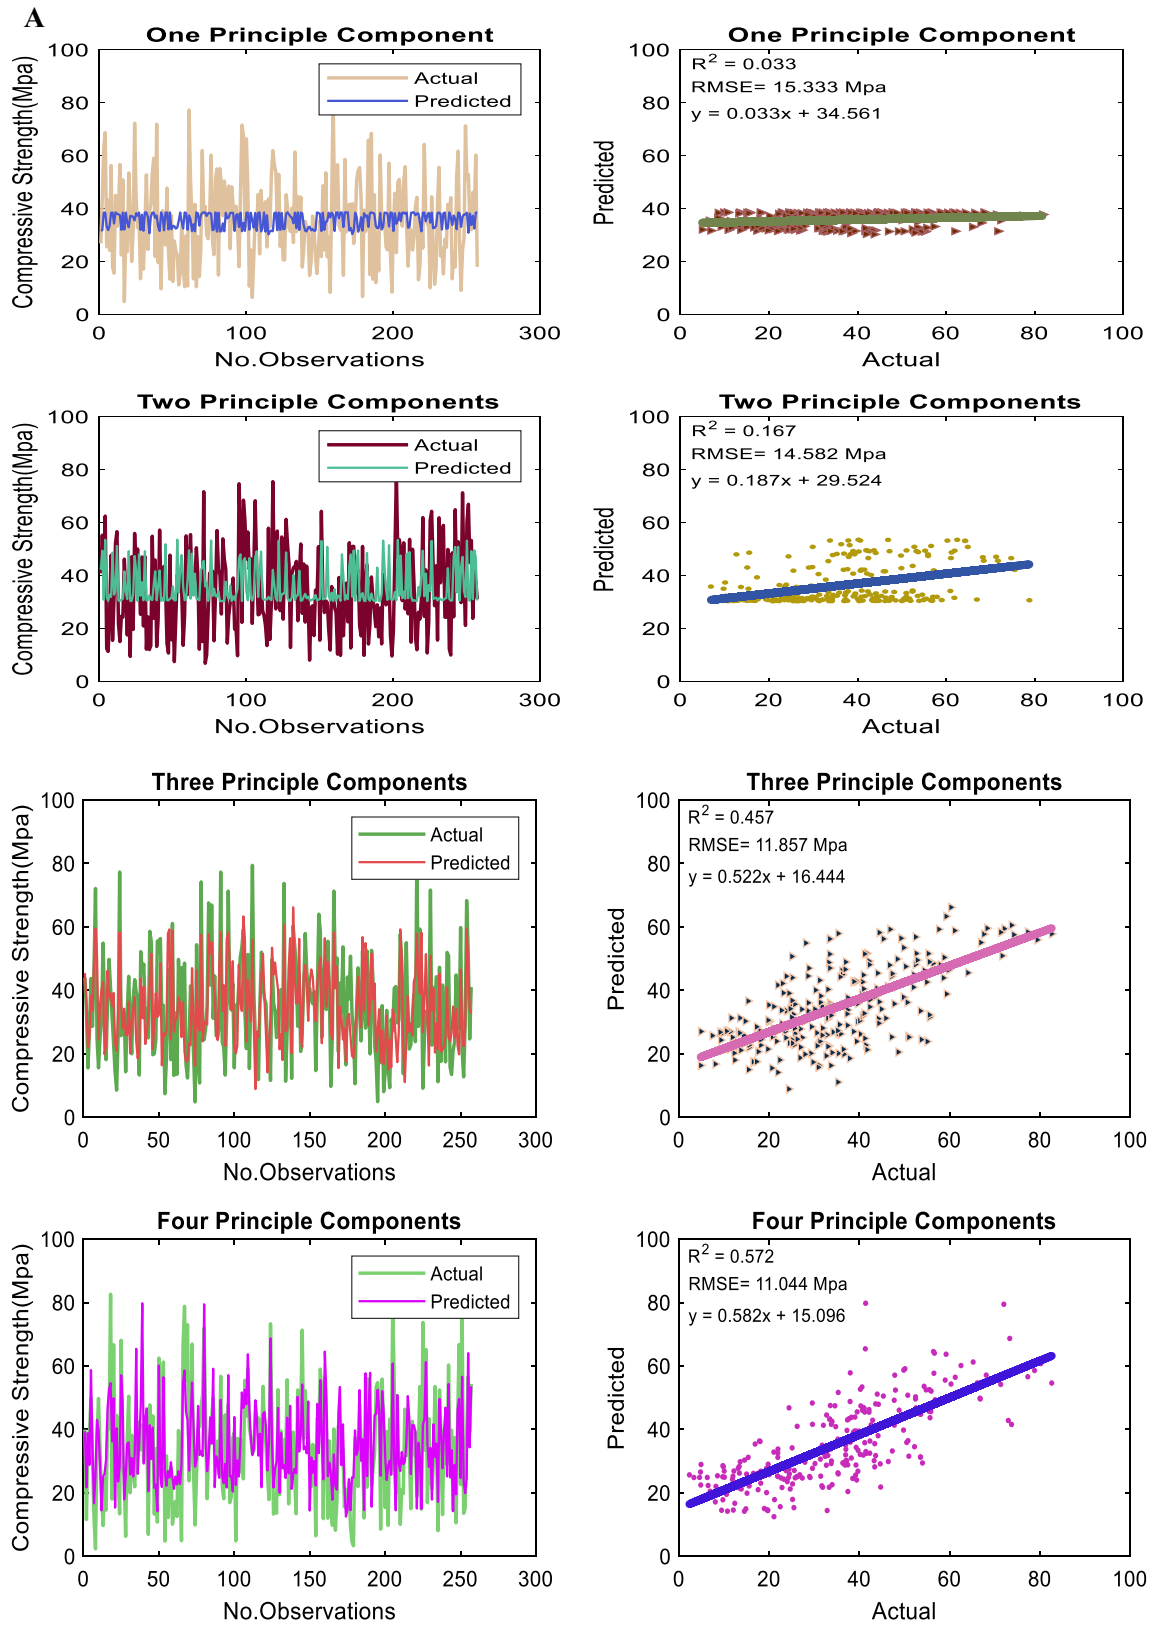 A
One Principle Component
Compressive Strength(Mpa)
100
80
60
40
20
0
Actual
Predicted
0 100 200 300
No.Observations
One Principle Component
Predicted
100
80
60
40
20
0
R² = 0.033
RMSE= 15.333 Mpa
y = 0.033x + 34.561
0 20 40 60 80 100
Actual
Two Principle Components
Compressive Strength(Mpa)
100
80
60
40
20
0
Actual
Predicted
0 100 200 300
No.Observations
Two Principle Components
Predicted
100
80
60
40
20
0
R² = 0.167
RMSE= 14.582 Mpa
y = 0.187x + 29.524
0 20 40 60 80 100
Actual
Three Principle Components
Compressive Strength(Mpa)
100
80
60
40
20
0
Actual
Predicted
0 50 100 150 200 250 300
No.Observations
Three Principle Components
Predicted
100
80
60
40
20
0
R² = 0.457
RMSE= 11.857 Mpa
y = 0.522x + 16.444
0 20 40 60 80 100
Actual
Four Principle Components
Compressive Strength(Mpa)
100
80
60
40
20
0
Actual
Predicted
0 50 100 150 200 250 300
No.Observations
Four Principle Components
Predicted
100
80
60
40
20
0
R² = 0.572
RMSE= 11.044 Mpa
y = 0.582x + 15.096
0 20 40 60 80 100
Actual